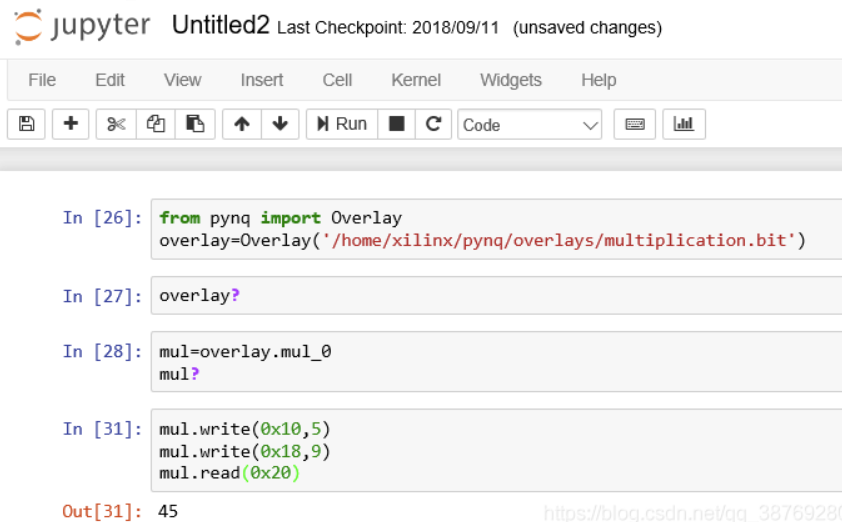 jupyter Untitled2 Last Checkpoint: 2018/09/11 (unsaved changes)
File Edit View Insert Cell Kernel Widgets Help
Run Code
In [26]: from pynq import Overlay
overlay=Overlay('/home/xilinx/pynq/overlays/multiplication.bit')
In [27]: overlay?
In [28]: mul=overlay.mul_0
mul?
In [31]: mul.write(0x10,5)
mul.write(0x18,9)
mul.read(0x20)
Out[31]: 45
https://blog.csdn.net/qq_38769280